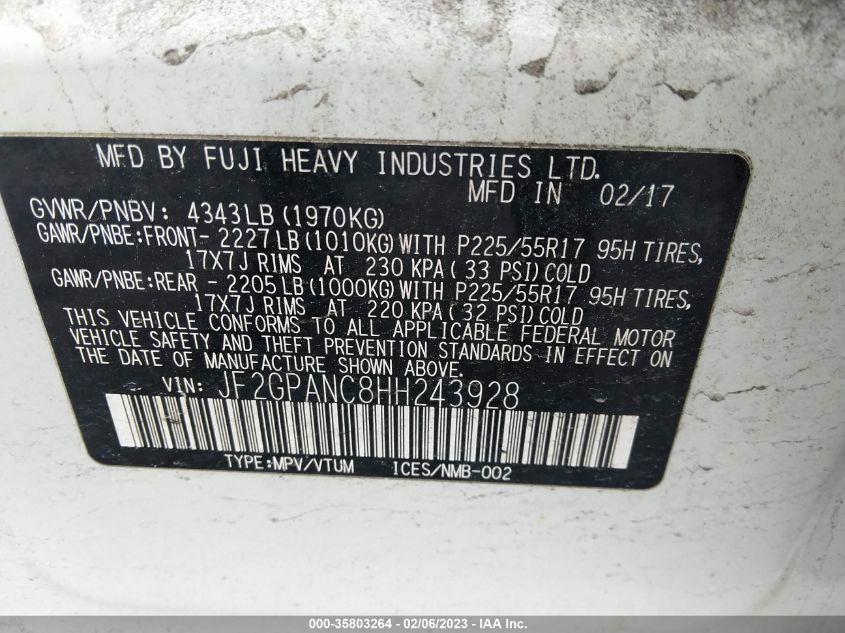 MFD BY FUJI HEAVY INDUSTRIES LTD.
MFD IN 02/17
GVWR/PNBV: 4343LB (1970KG)
GAWR/PNBE:FRONT- 2227LB (1010KG) WITH P225/55R17 95H TIRES,
17X7J RIMS AT 230 KPA ( 33 PSI) COLD
GAWR/PNBE:REAR - 2205LB (1000KG) WITH P225/55R17 95H TIRES,
17X7J RIMS AT 220 KPA ( 32 PSI) COLD
THIS VEHICLE CONFORMS TO ALL APPLICABLE FEDERAL MOTOR
VEHICLE SAFETY AND THEFT PREVENTION STANDARDS IN EFFECT ON
THE DATE OF MANUFACTURE SHOWN ABOVE.
VIN: JF2GPANC8HH243928
TYPE:MPV/VTUM ICES/NMB-002
000-35803264 - 02/06/2023 - IAA Inc.